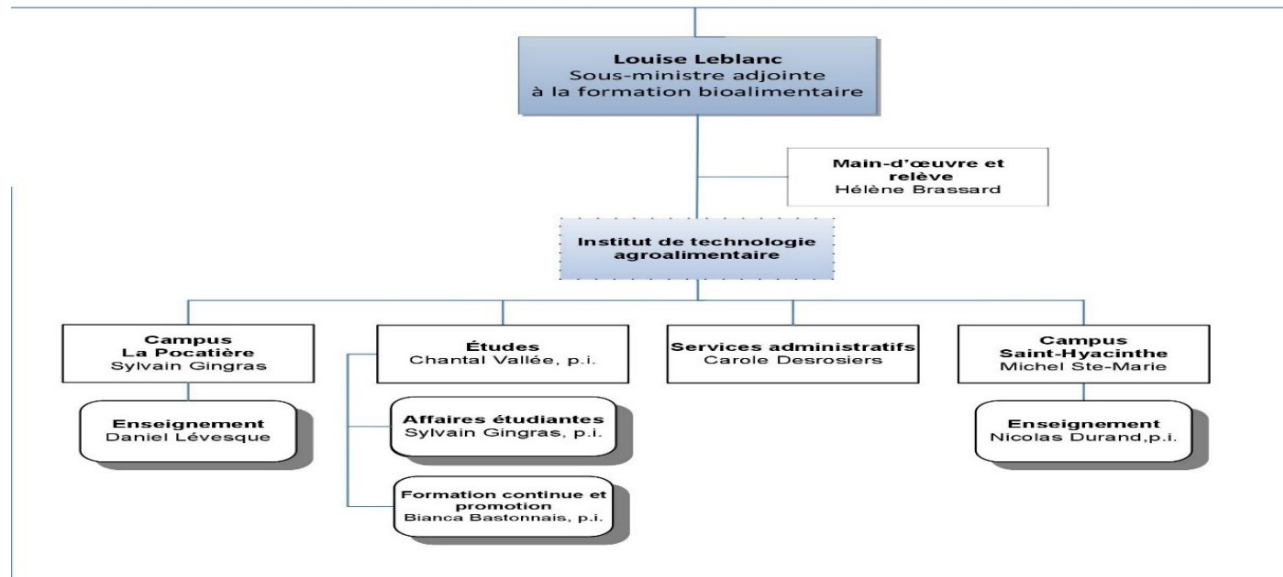 Louise Leblanc
Sous-ministre adjointe
à la formation bioalimentaire
Main-d'œuvre et
relève
Hélène Brassard
Institut de technologie
agroalimentaire
Campus
La Pocatière
Sylvain Gingras
Enseignement
Daniel Lévesque
Études
Chantal Vallée, p.i.
Affaires étudiantes
Sylvain Gingras, p.i.
Formation continue et
promotion
Bianca Bastonnais, p.i.
Services administratifs
Carole Desrosiers
Campus
Saint-Hyacinthe
Michel Ste-Marie
Enseignement
Nicolas Durand,p.i.